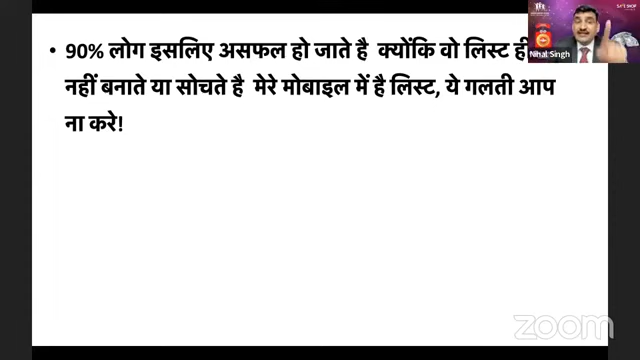 • 90% लोग इसलिए असफल हो जाते है क्योंकि वो लिस्ट ही
नहीं बनाते या सोचते है मेरे मोबाइल में है लिस्ट, ये गलती आप
ना करे!
Nihal Singh
zoom